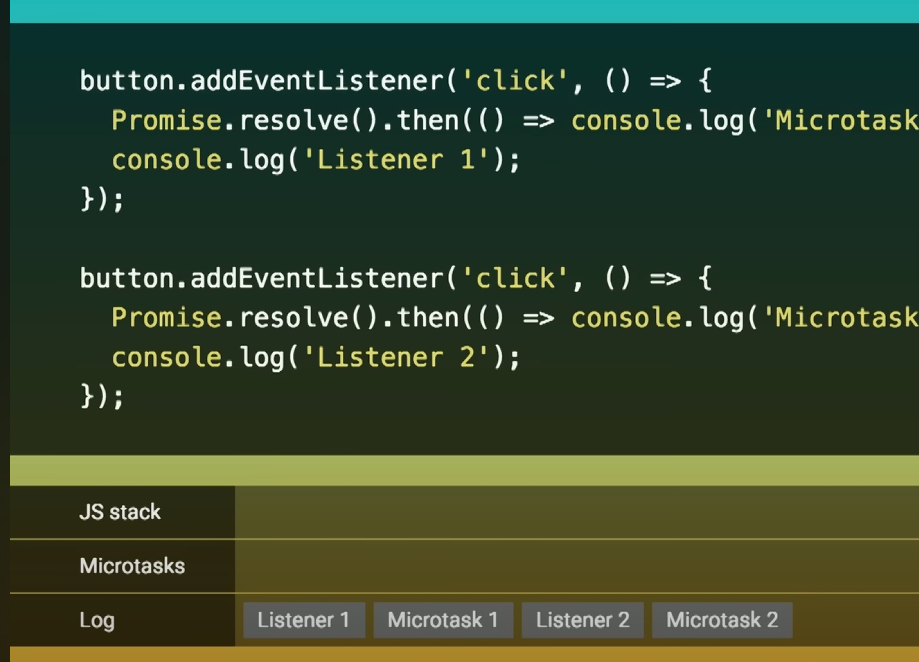 button.addEventListener('click', () => {
  Promise.resolve().then(() => console.log('Microtask
  console.log('Listener 1');
});

button.addEventListener('click', () => {
  Promise.resolve().then(() => console.log('Microtask
  console.log('Listener 2');
});

JS stack
Microtasks
Log Listener 1 Microtask 1 Listener 2 Microtask 2